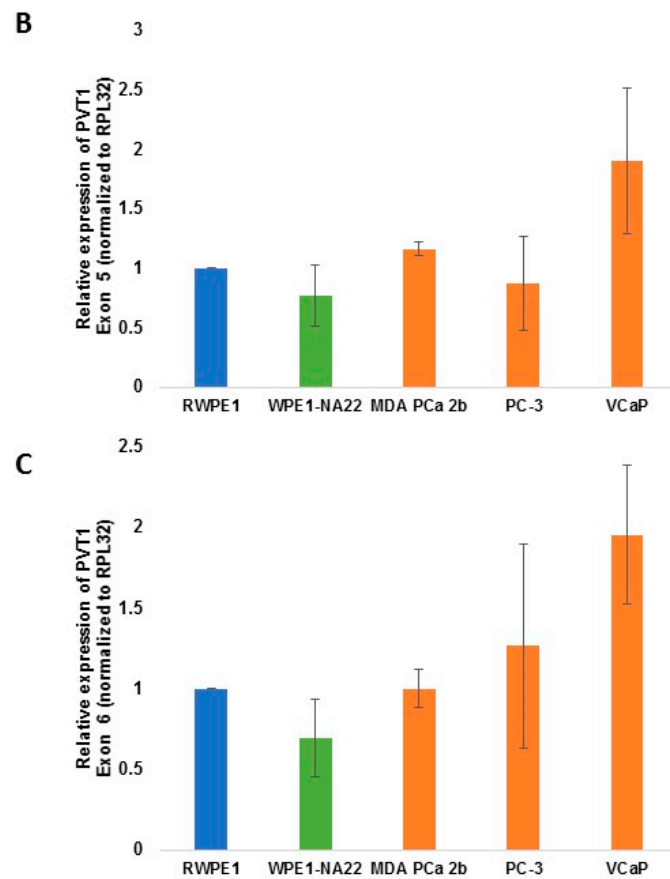 B
Relative expression of PVT1
Exon 5 (normalized to RPL32)
3
2.5
2
1.5
1
0.5
0
RWPE1 WPE1-NA22 MDA PCa 2b PC-3 VCaP
C
Relative expression of PVT1
Exon 6 (normalized to RPL32)
2.5
2
1.5
1
0.5
0
RWPE1 WPE1-NA22 MDA PCa 2b PC-3 VCaP